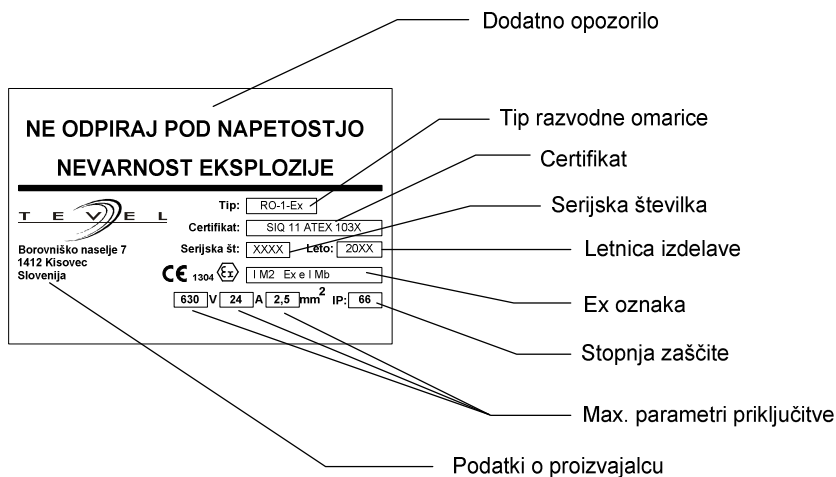 Dodatno opozorilo
NE ODPIRAJ POD NAPETOSTJO
NEVARNOST EKSPLOZIJE
Tip razvodne omarice
Certifikat
Serijska številka
Letnica izdelave
Ex oznaka
Stopnja zaščite
Max. parametri priključitve
Podatki o proizvajalcu
TEVEL
Borovniško naselje 7
1412 Kisovec
Slovenija
Tip: RO-1-Ex
Certifikat: SIQ 11 ATEX 103X
Serijska št: XXXX Leto: 20XX
CE 1304 Ex I M2 Ex e I Mb
630 V 24 A 2,5 mm² IP: 66